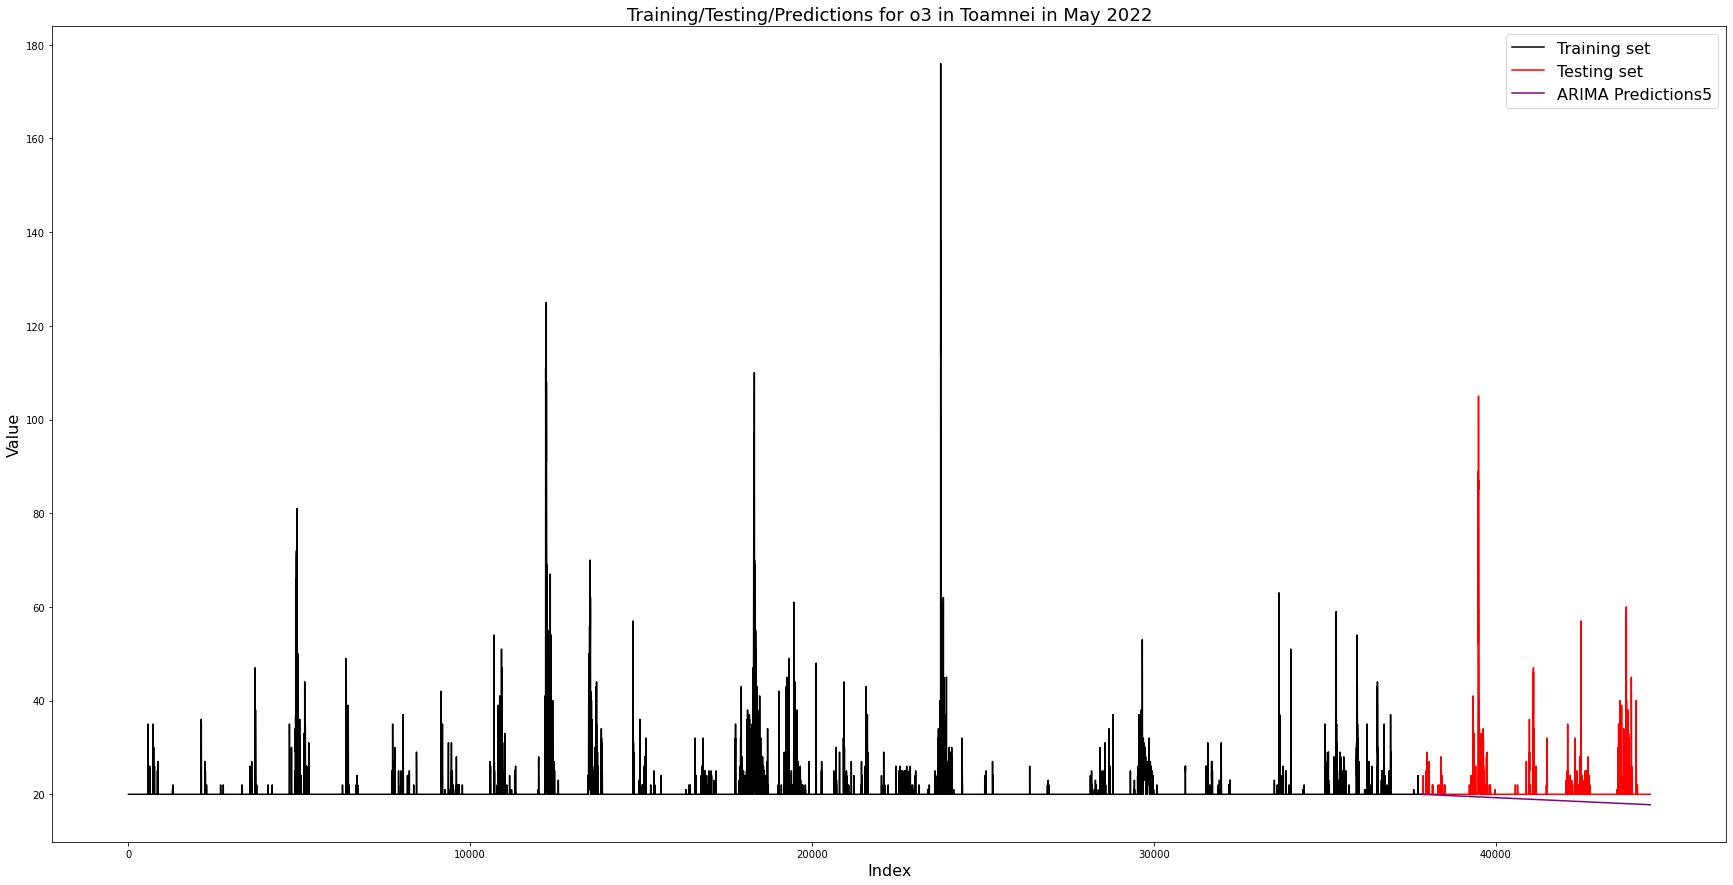 Training/Testing/Predictions for o3 in Toamnei in May 2022
Training set
Testing set
ARIMA Predictions5
180
160
140
120
100
80
60
40
20
Value
0
10000
20000
30000
40000
Index